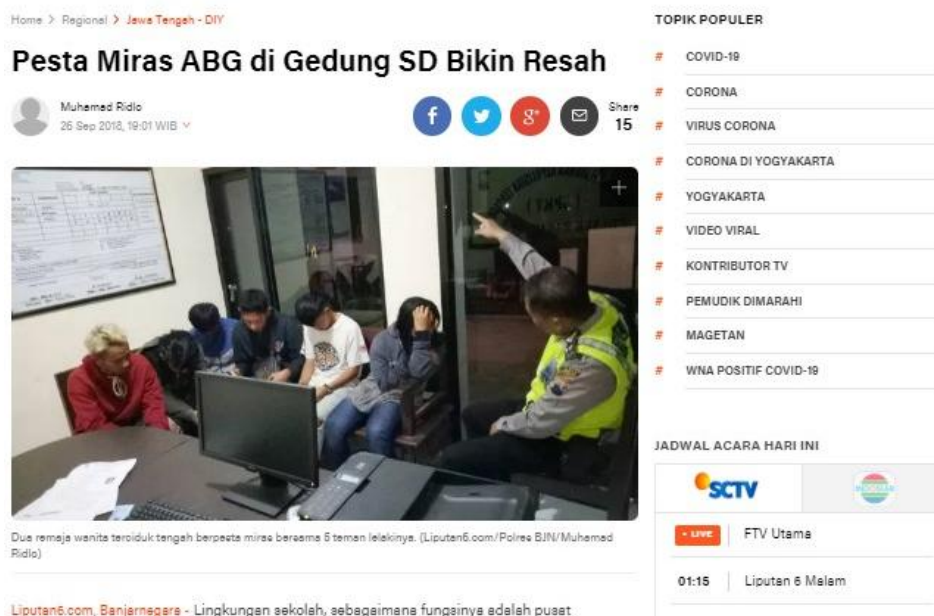 Home > Regional > Jawa Tengah - DIY
Pesta Miras ABG di Gedung SD Bikin Resah
Muhamad Ridlo
26 Sep 2018, 19:01 WIB
Share
15
Dua remaja wanita terciduk tengah berpesta miras bersama 5 teman lelakinya. (Liputan6.com/Polres BJN/Muhamad
Ridlo)
Liputan6.com, Banjarnegara - Lingkungan sekolah, sebagaimana fungsinya adalah pusat
TOPIK POPULER
# COVID-19
# CORONA
# VIRUS CORONA
# CORONA DI YOGYAKARTA
# YOGYAKARTA
# VIDEO VIRAL
# KONTRIBUTOR TV
# PEMUDIK DIMARAHI
# MAGETAN
# WNA POSITIF COVID-19
JADWAL ACARA HARI INI
SCTV
INDOSIAR
• LIVE FTV Utama
01:15 Liputan 6 Malam